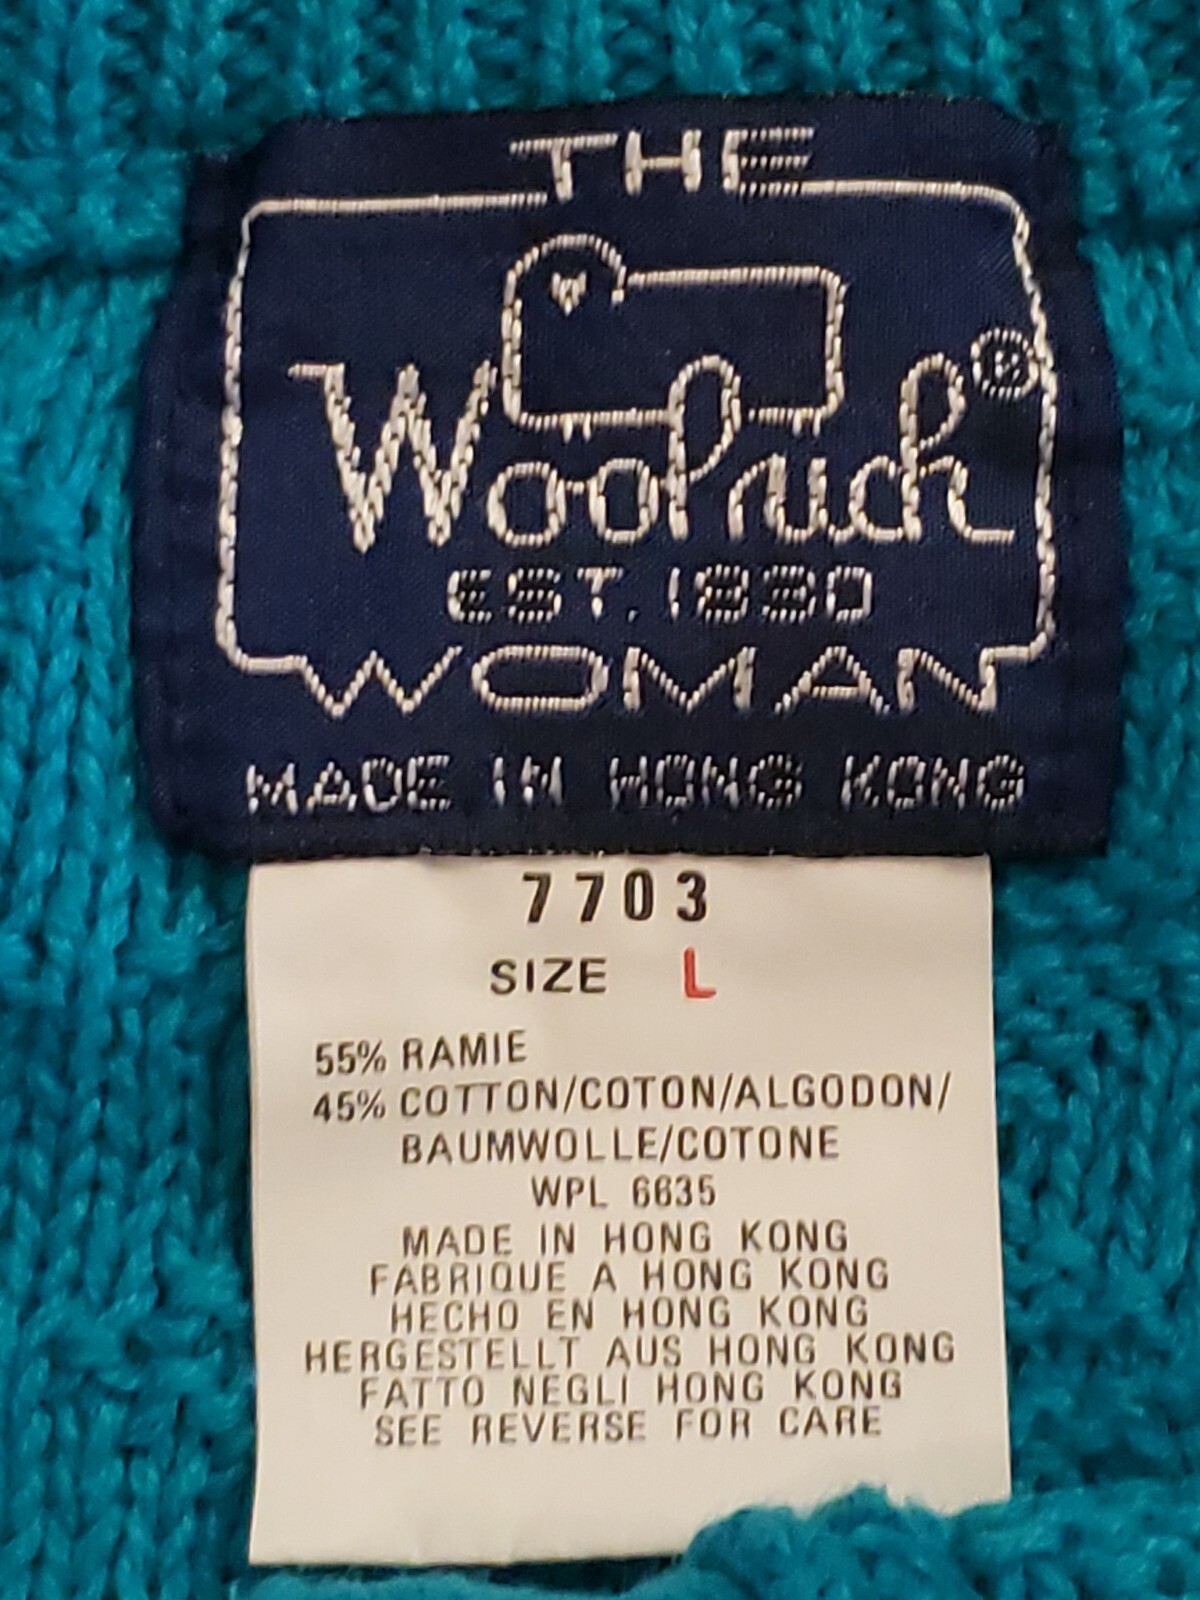 THE
Woolrich®
EST. 1830
WOMAN
MADE IN HONG KONG
7703
SIZE L
55% RAMIE
45% COTTON/COTON/ALGODON/
BAUMWOLLE/COTONE
WPL 6635
MADE IN HONG KONG
FABRIQUE A HONG KONG
HECHO EN HONG KONG
HERGESTELLT AUS HONG KONG
FATTO NEGLI HONG KONG
SEE REVERSE FOR CARE